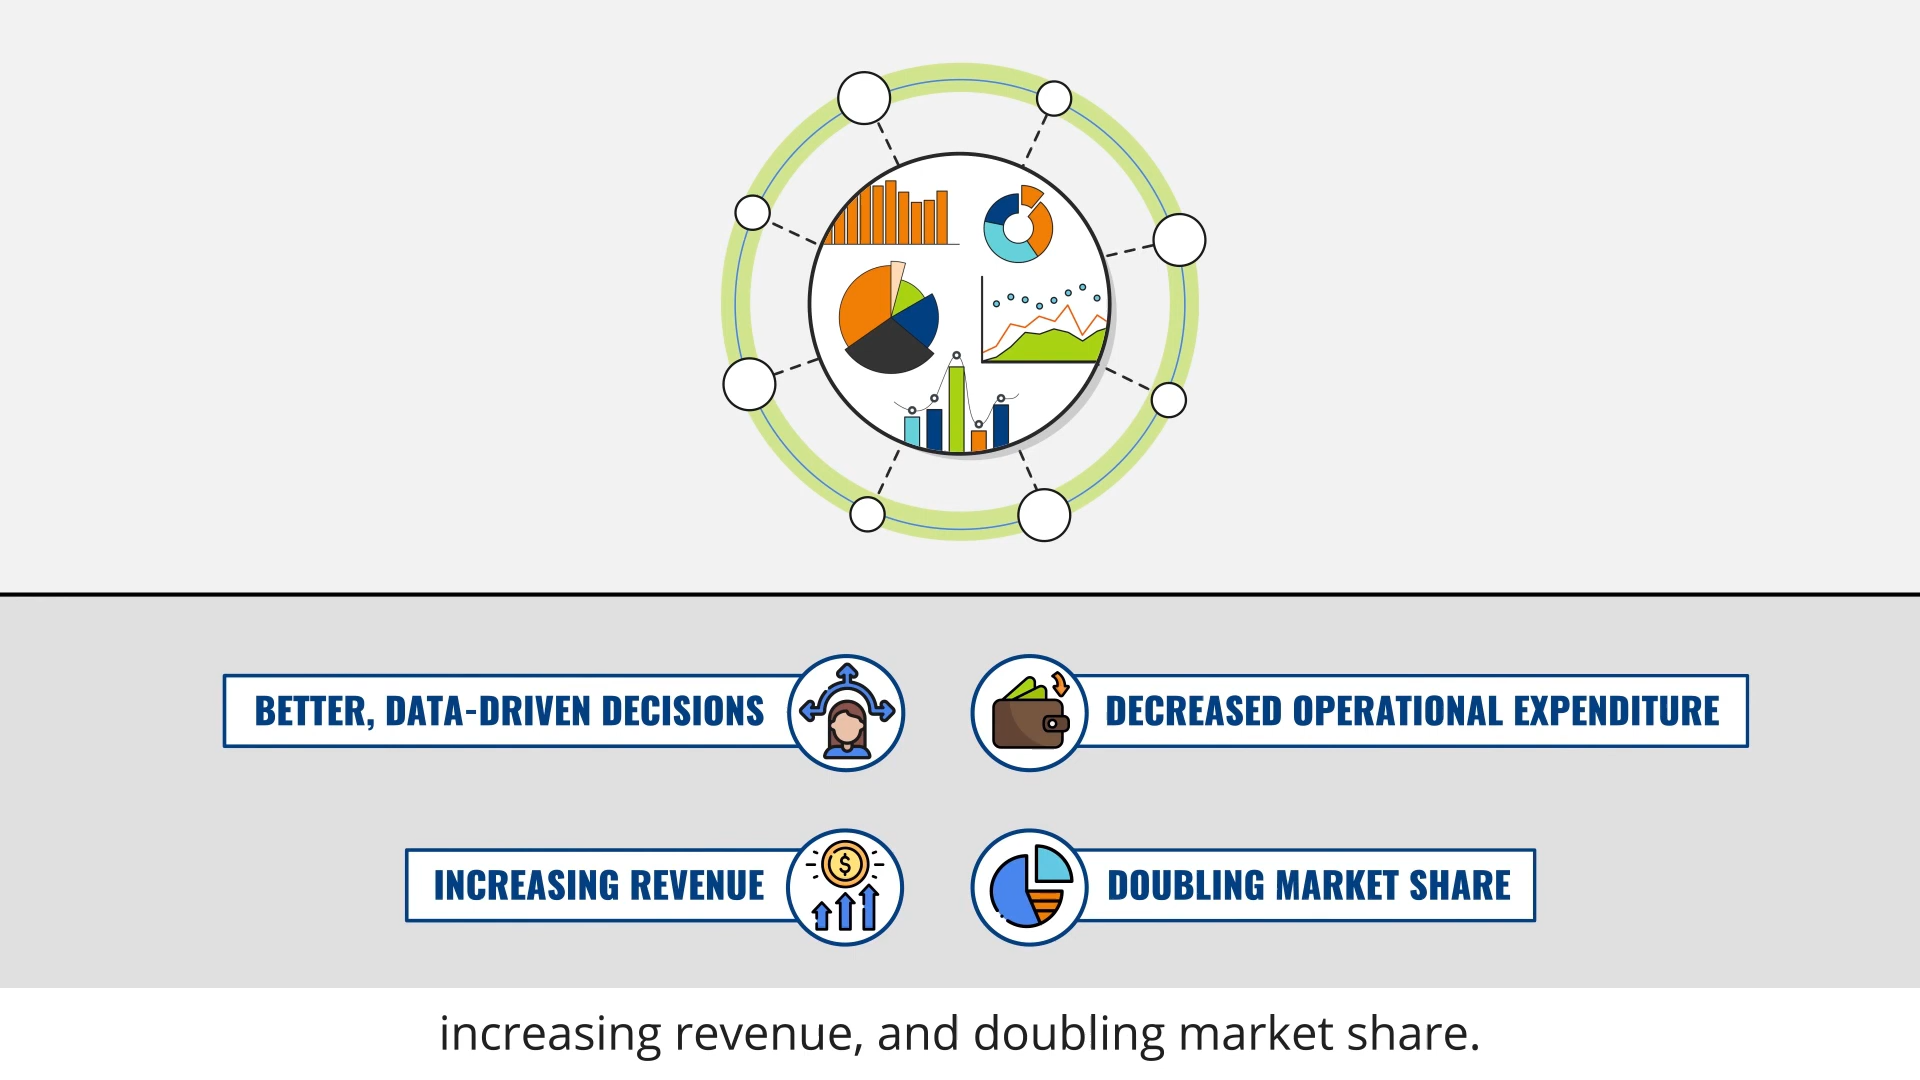 BETTER, DATA-DRIVEN DECISIONS
DECREASED OPERATIONAL EXPENDITURE
INCREASING REVENUE
$
DOUBLING MARKET SHARE
increasing revenue, and doubling market share.